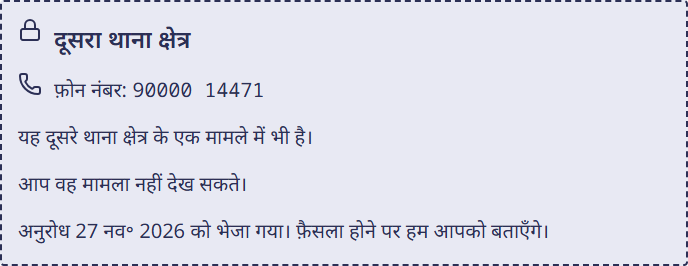 दूसरा थाना क्षेत्र
फ़ोन नंबर: 90000 14471
यह दूसरे थाना क्षेत्र के एक मामले में भी है।
आप वह मामला नहीं देख सकते।
अनुरोध 27 नव॰ 2026 को भेजा गया। फ़ैसला होने पर हम आपको बताएँगे।